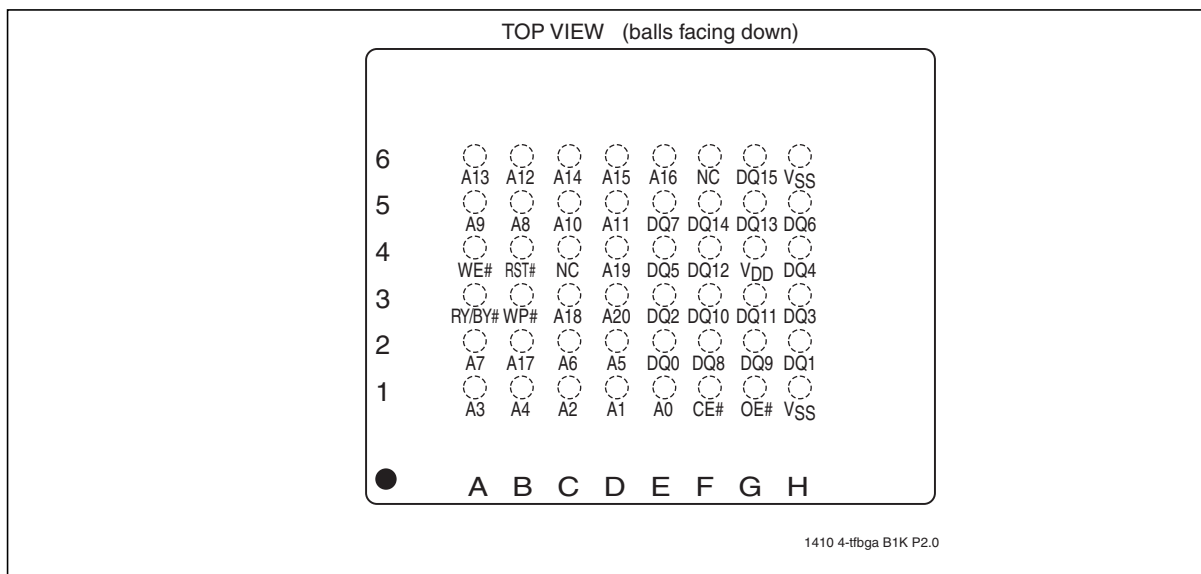 TOP VIEW (balls facing down)
6
A13 A12 A14 A15 A16 NC DQ15 VSS
5
A9 A8 A10 A11 DQ7 DQ14 DQ13 DQ6
4
WE# RST# NC A19 DQ5 DQ12 VDD DQ4
3
RY/BY# WP# A18 A20 DQ2 DQ10 DQ11 DQ3
2
A7 A17 A6 A5 DQ0 DQ8 DQ9 DQ1
1
A3 A4 A2 A1 A0 CE# OE# VSS
A B C D E F G H
1410 4-tfbga B1K P2.0